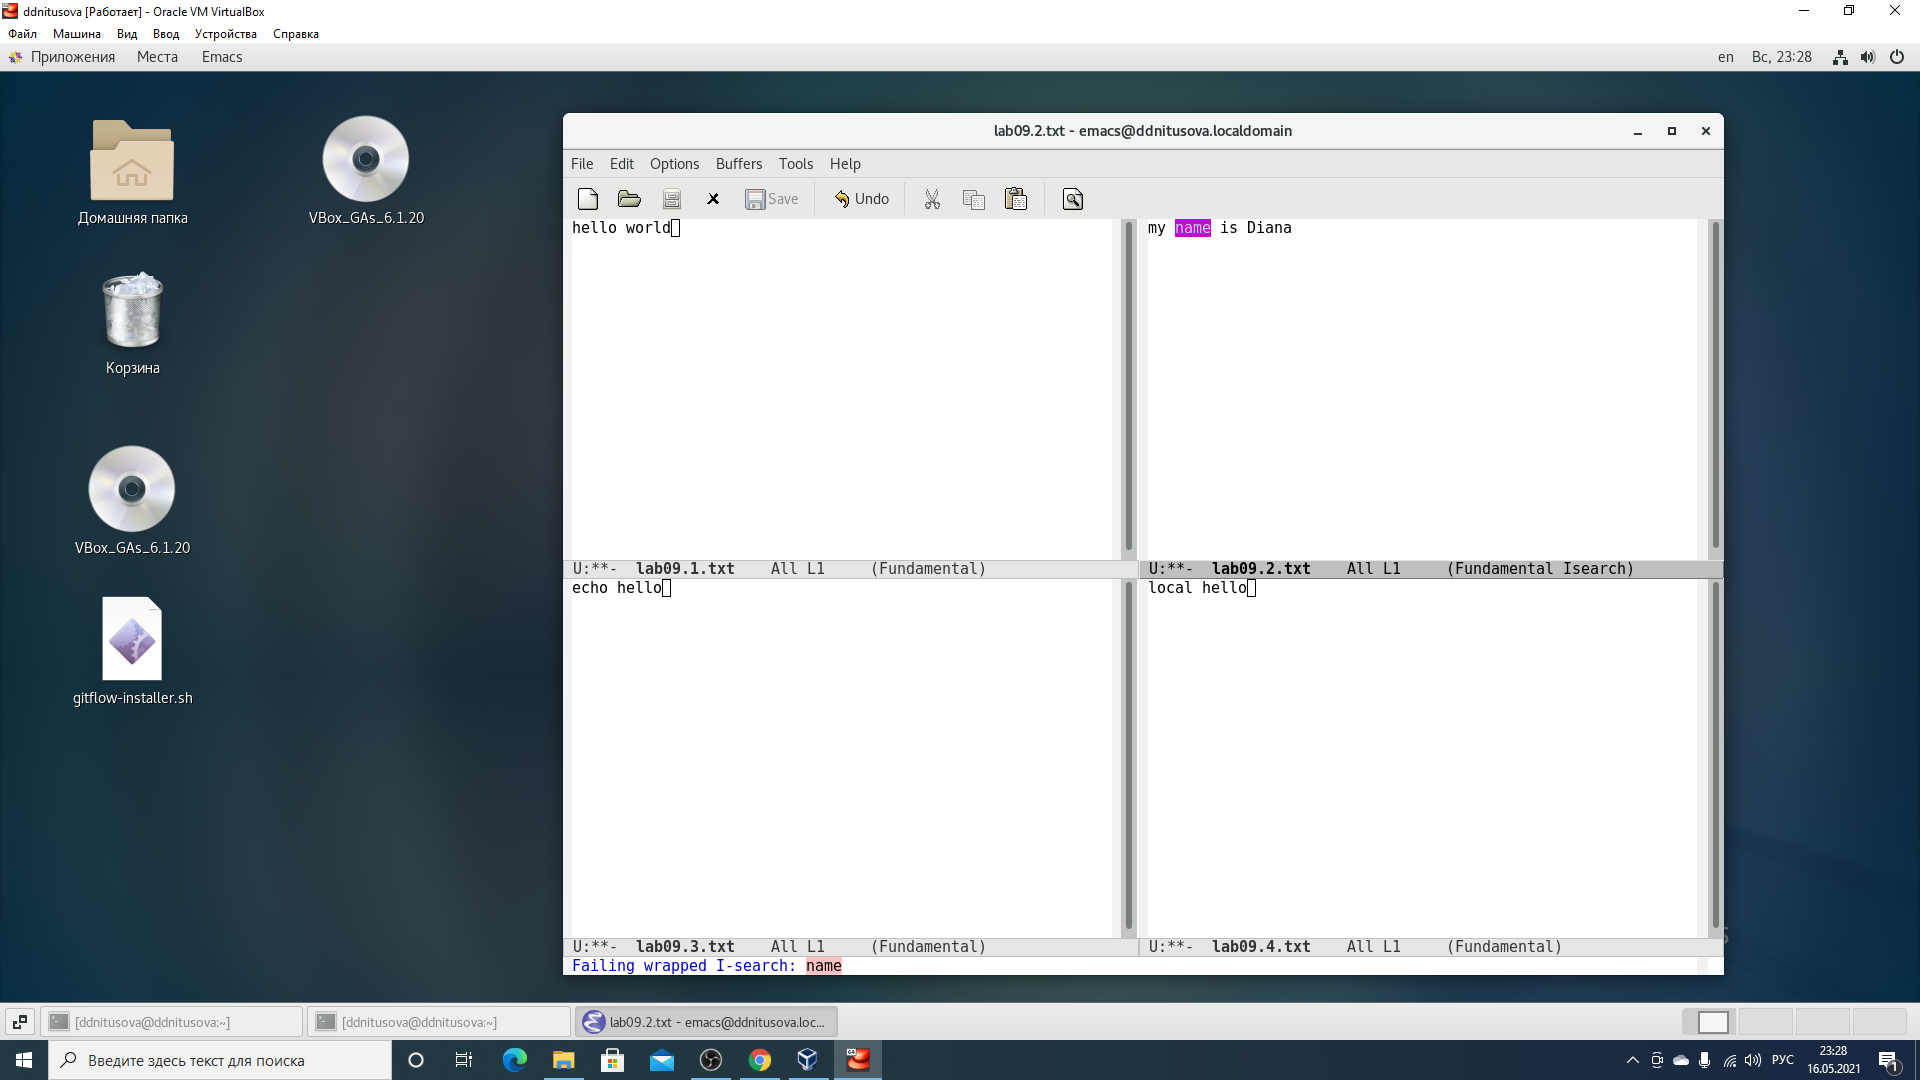 ddnitusova [Работает] - Oracle VM VirtualBox
Файл Машина Вид Ввод Устройства Справка
Приложения Места Emacs en Вс, 23:28
Домашняя папка
VBox_GAs_6.1.20
Корзина
VBox_GAs_6.1.20
gitflow-installer.sh
lab09.2.txt - emacs@ddnitusova.localdomain
File Edit Options Buffers Tools Help
Save Undo
hello world
my name is Diana
U:**- lab09.1.txt All L1 (Fundamental)
U:**- lab09.2.txt All L1 (Fundamental Isearch)
echo hello
local hello
U:**- lab09.3.txt All L1 (Fundamental)
U:**- lab09.4.txt All L1 (Fundamental)
Failing wrapped I-search: name
[ddnitusova@ddnitusova:~]
[ddnitusova@ddnitusova:~]
lab09.2.txt - emacs@ddnitusova.loc...
Введите здесь текст для поиска
64
РУС
23:28
16.05.2021
1